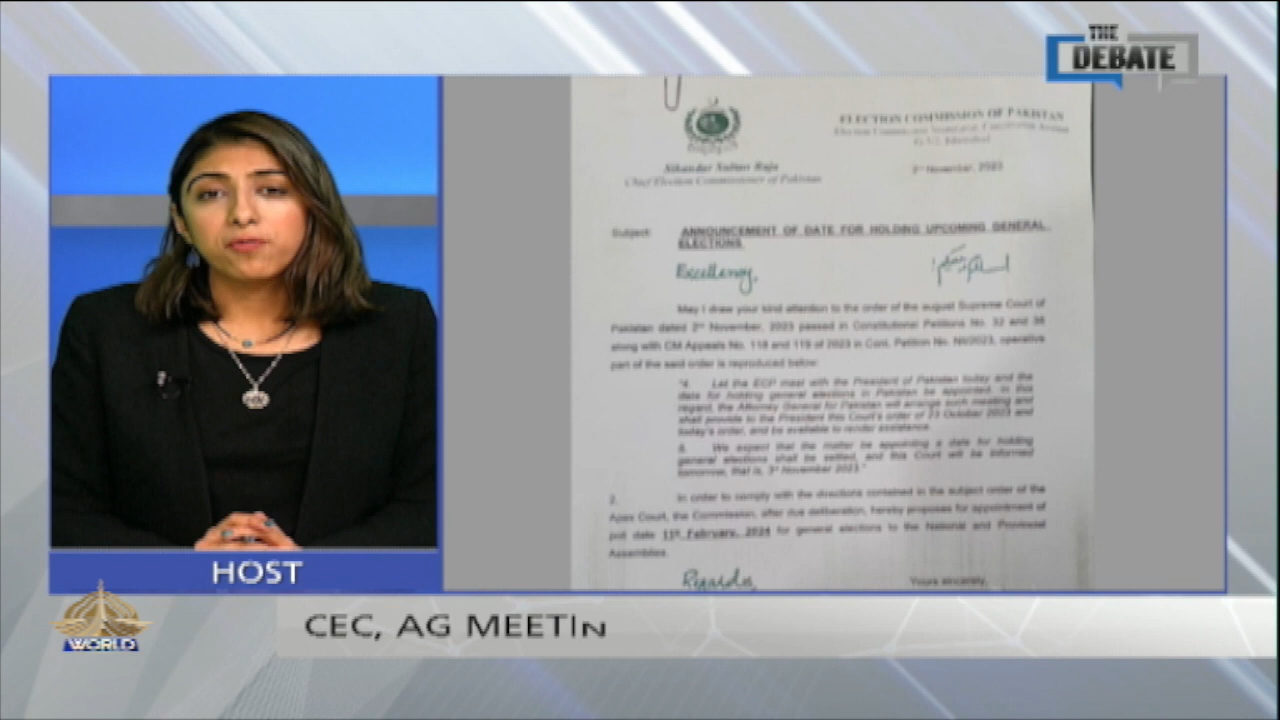 THE
DEBATE
ELECTION COMMISSION OF PAKISTAN
Sikandar Sultan Raja
Chief Election Commissioner of Pakistan
November, 2023
Subject: ANNOUNCEMENT OF DATE FOR HOLDING UPCOMING GENERAL
ELECTIONS
Excellency,
May I draw your kind attention to the order of the august Supreme Court of
Pakistan dated 2nd November, 2023 passed in Constitutional Petitions No. 32 and 36
along with CM Appeals No. 118 and 119 of 2023 in Const. Petition No. Nil/2023, operative
part of the said order is reproduced below:
"4. Let the ECP meet with the President of Pakistan today and the
date for holding general elections in Pakistan be appointed. In this
regard, the Attorney General for Pakistan will arrange such meeting and
shall provide to the President this Court's order of 23 October 2023 and
today's order, and be available to render assistance.
5. We expect that the matter be appointing a date for holding
general elections shall be settled, and this Court will be informed
tomorrow, that is, 3rd November 2023."
2. In order to comply with the directions contained in the subject order of the
Apex Court, the Commission, after due deliberation, hereby proposes for appointment of
poll date 11th February, 2024 for general elections to the National and Provincial
Assemblies.
Regards,
Yours sincerely,
HOST
CEC, AG MEETIN
WORLD